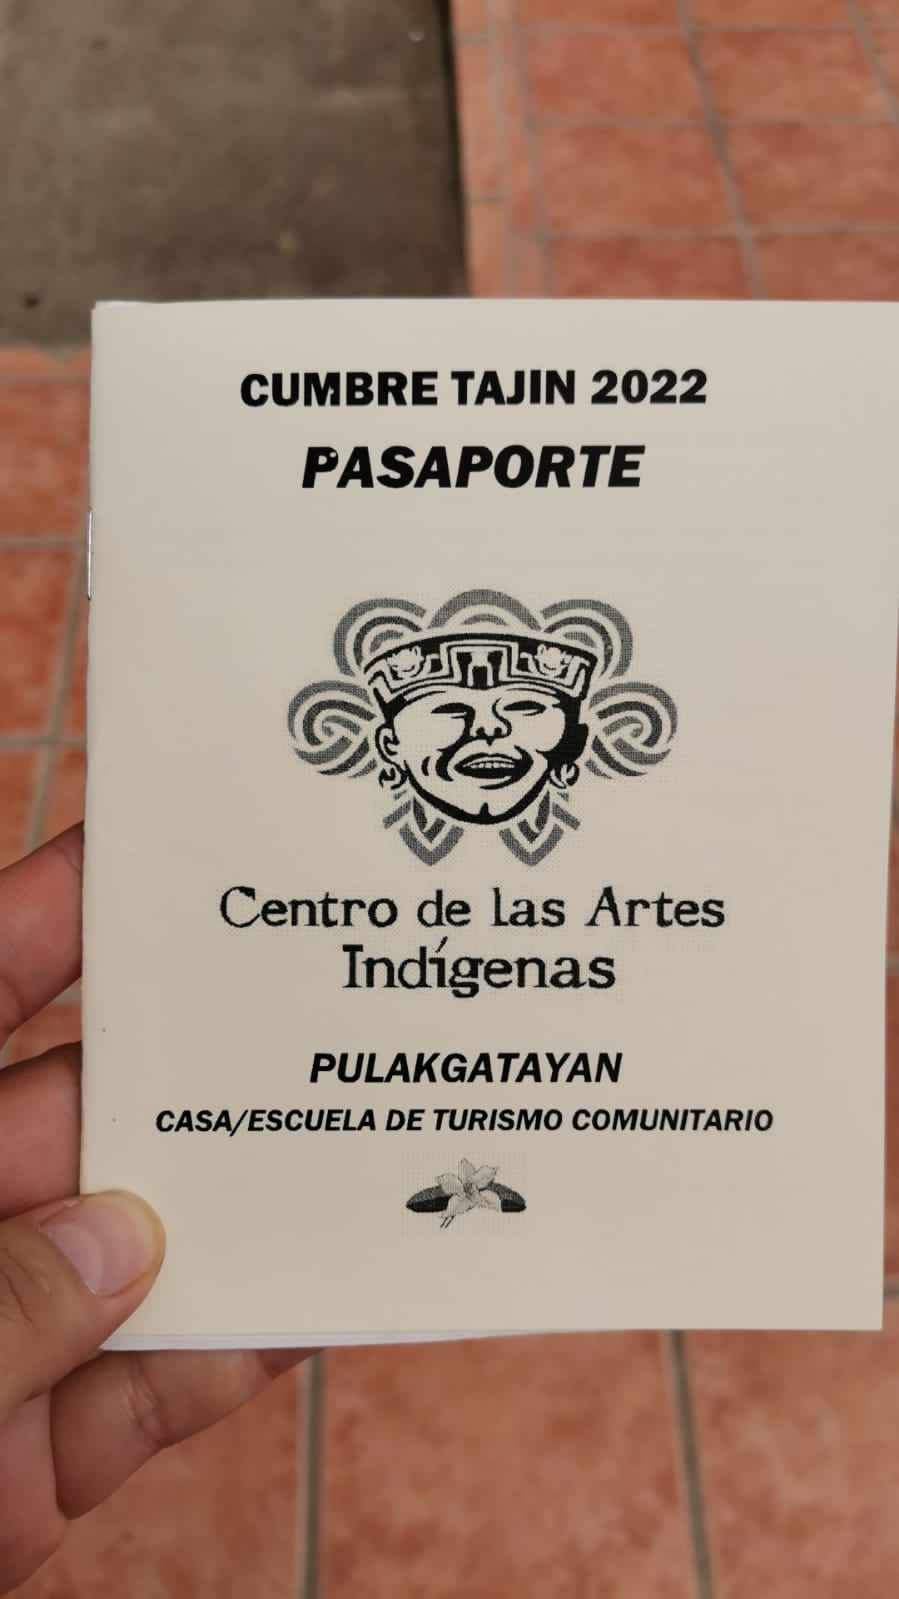 CUMBRE TAJIN 2022
PASAPORTE
Centro de las Artes
Indígenas
PULAKGATAYAN
CASA/ESCUELA DE TURISMO COMUNITARIO